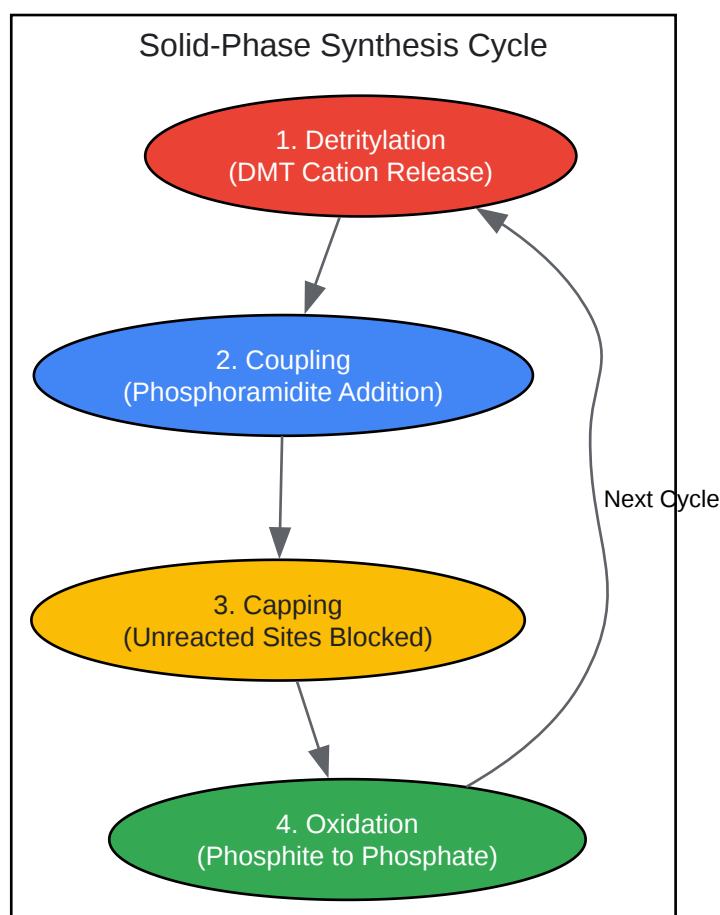 Solid-Phase Synthesis Cycle
1. Detritylation
(DMT Cation Release)
2. Coupling
(Phosphoramidite Addition)
Next Cycle
3. Capping
(Unreacted Sites Blocked)
4. Oxidation
(Phosphite to Phosphate)